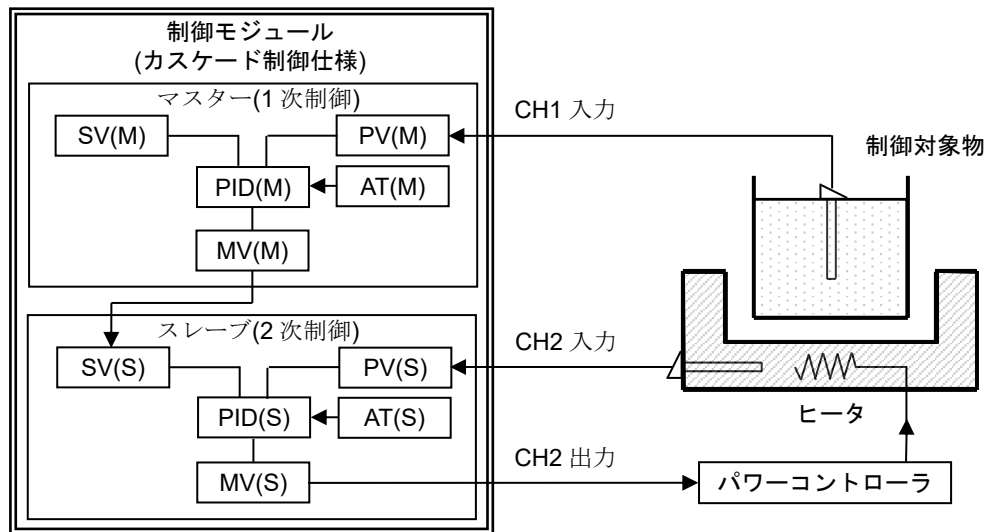 制御モジュール
(カスケード制御仕様)
マスター(1 次制御)
SV(M)
PV(M)
PID(M)
AT(M)
MV(M)
スレーブ(2 次制御)
SV(S)
PV(S)
PID(S)
AT(S)
MV(S)
CH1 入力
制御対象物
CH2 入力
ヒータ
CH2 出力
パワーコントローラ